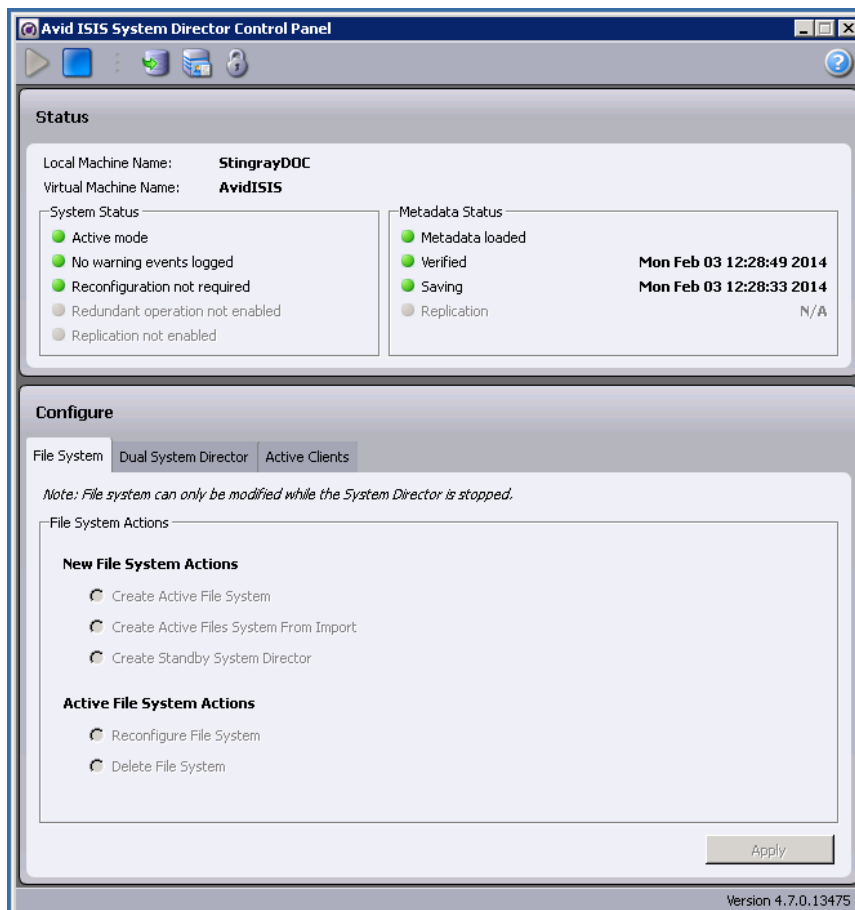 Avid ISIS System Director Control Panel
Status
Local Machine Name: StingrayDOC
Virtual Machine Name: AvidISIS
System Status
Active mode
No warning events logged
Reconfiguration not required
Redundant operation not enabled
Replication not enabled
Metadata Status
Metadata loaded
Verified Mon Feb 03 12:28:49 2014
Saving Mon Feb 03 12:28:33 2014
Replication N/A
Configure
File System Dual System Director Active Clients
Note: File system can only be modified while the System Director is stopped.
File System Actions
New File System Actions
Create Active File System
Create Active Files System From Import
Create Standby System Director
Active File System Actions
Reconfigure File System
Delete File System
Apply
Version 4.7.0.13475